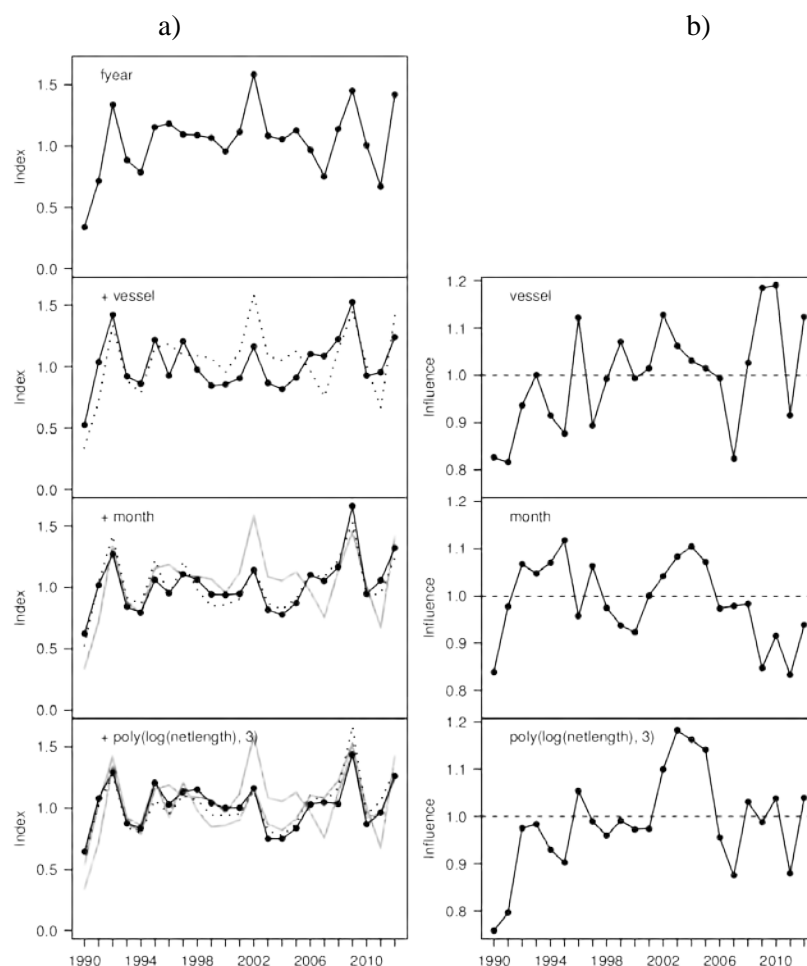 a) b)
fyear
1.5
1.0
0.5
0.0
Index
+ vessel
1.5
1.0
0.5
0.0
Index
+ month
1.5
1.0
0.5
0.0
Index
+ poly(log(netlength), 3)
1.5
1.0
0.5
0.0
Index
1990 1994 1998 2002 2006 2010
1.2
vessel
1.1
1.0
0.9
0.8
Influence
1.2
month
1.1
1.0
0.9
0.8
Influence
1.2
poly(log(netlength), 3)
1.1
1.0
0.9
0.8
Influence
1990 1994 1998 2002 2006 2010